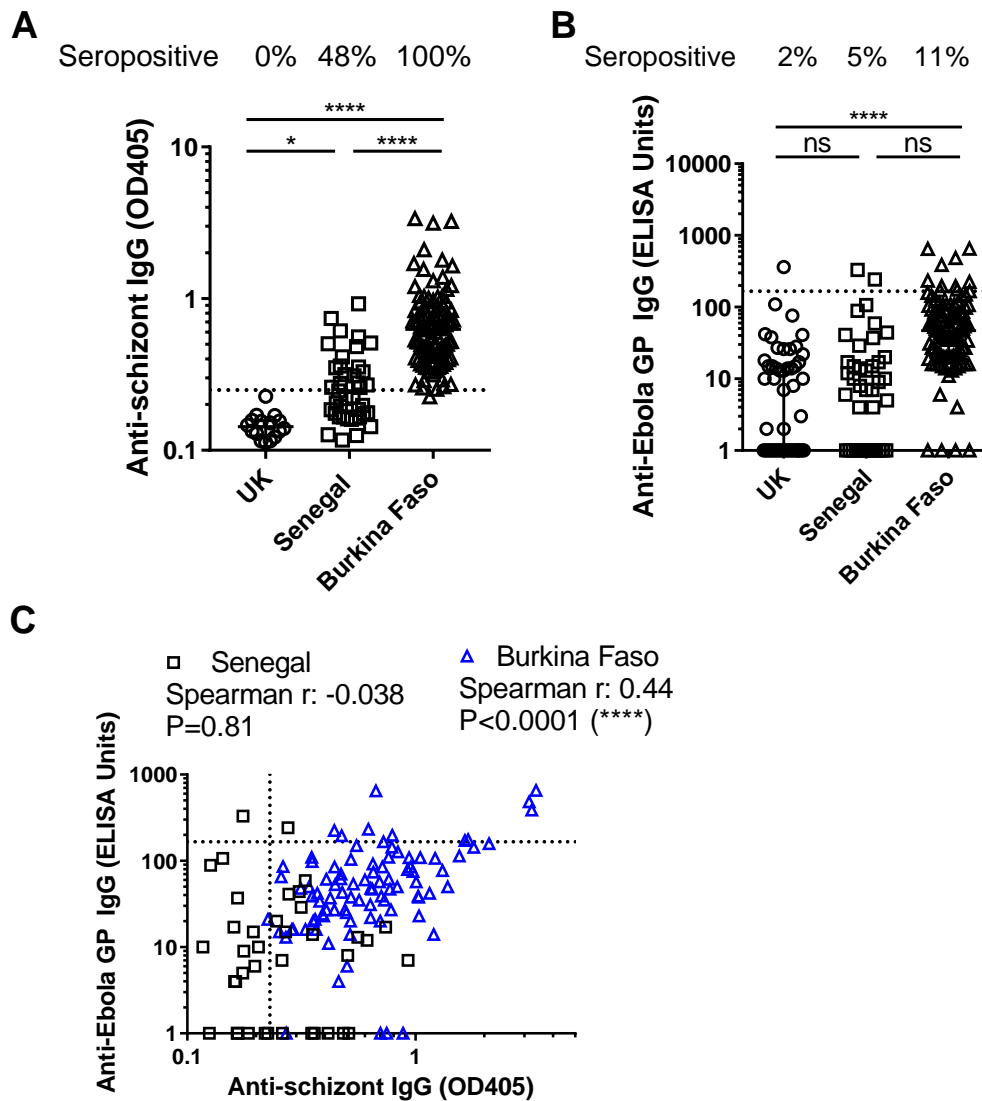 A
Seropositive 0% 48% 100%
****
* ****
Anti-schizont IgG (OD405)
10
1
0.1
UK
Senegal
Burkina Faso
B
Seropositive 2% 5% 11%
****
ns ns
Anti-Ebola GP IgG (ELISA Units)
10000
1000
100
10
1
UK
Senegal
Burkina Faso
C
Senegal
Spearman r: -0.038
P=0.81
Burkina Faso
Spearman r: 0.44
P<0.0001 (****)
Anti-Ebola GP IgG (ELISA Units)
1000
100
10
1
0.1 1
Anti-schizont IgG (OD405)